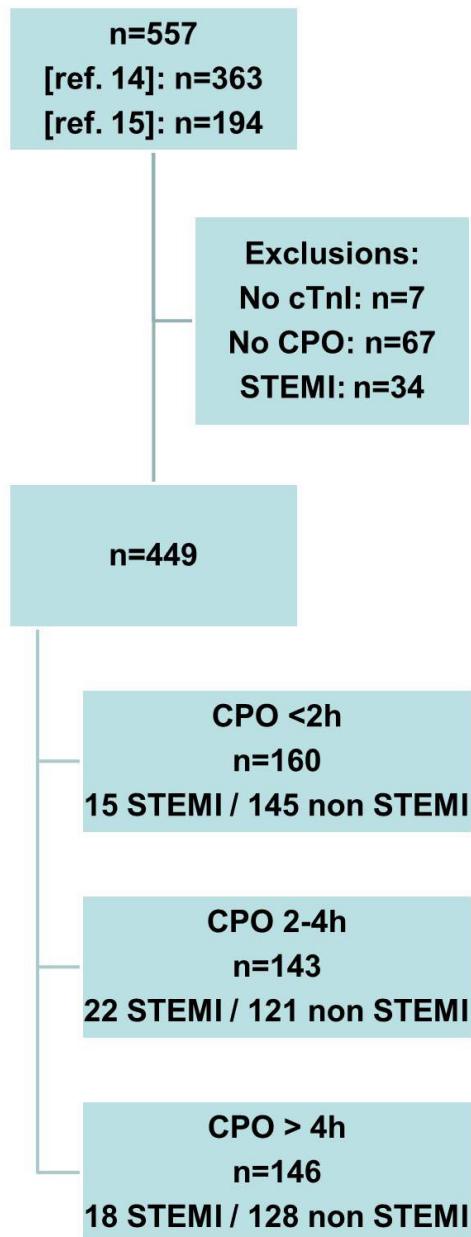 n=557
[ref. 14]: n=363
[ref. 15]: n=194
Exclusions:
No cTnI: n=7
No CPO: n=67
STEMI: n=34
n=449
CPO <2h
n=160
15 STEMI / 145 non STEMI
CPO 2-4h
n=143
22 STEMI / 121 non STEMI
CPO > 4h
n=146
18 STEMI / 128 non STEMI